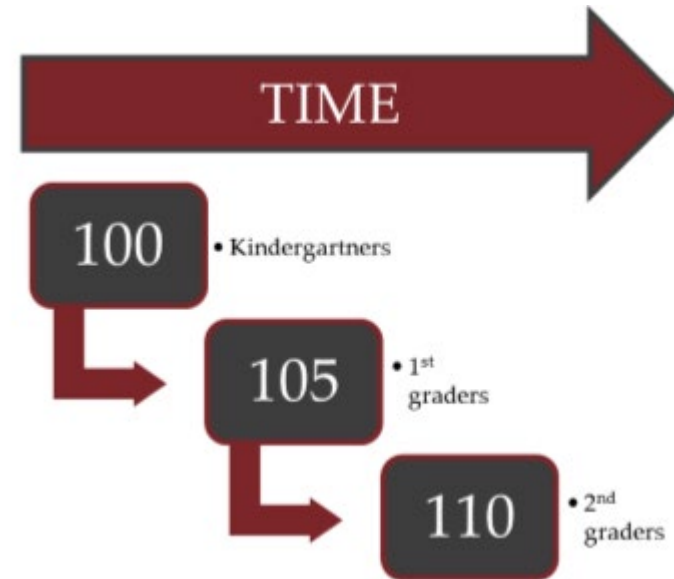 TIME
100
• Kindergartners
105
• 1st
graders
110
• 2nd
graders